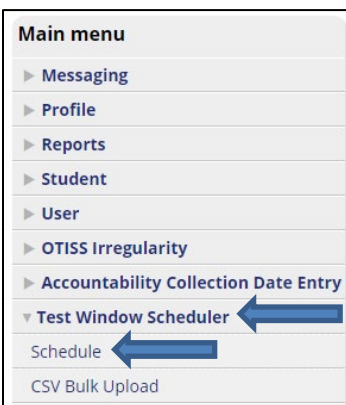 Main menu
Messaging
Profile
Reports
Student
User
OTISS Irregularity
Accountability Collection Date Entry
Test Window Scheduler
Schedule
CSV Bulk Upload